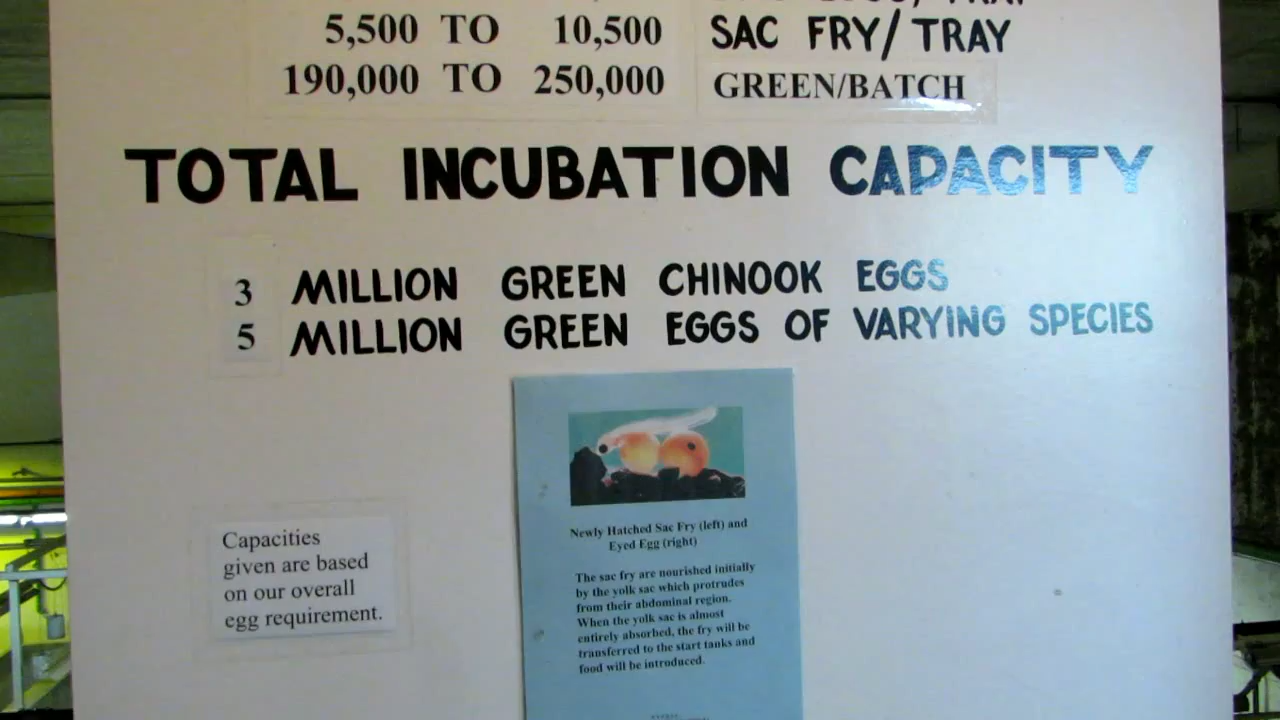 5,500 TO 10,500 SAC FRY/TRAY
190,000 TO 250,000 GREEN/BATCH
TOTAL INCUBATION CAPACITY
3 MILLION GREEN CHINOOK EGGS
5 MILLION GREEN EGGS OF VARYING SPECIES
Capacities
given are based
on our overall
egg requirement.
Newly Hatched Sac Fry (left) and
Eyed Egg (right)
The sac fry are nourished initially
by the yolk sac which protrudes
from their abdominal region.
When the yolk sac is almost
entirely absorbed, the fry will be
transferred to the start tanks and
food will be introduced.